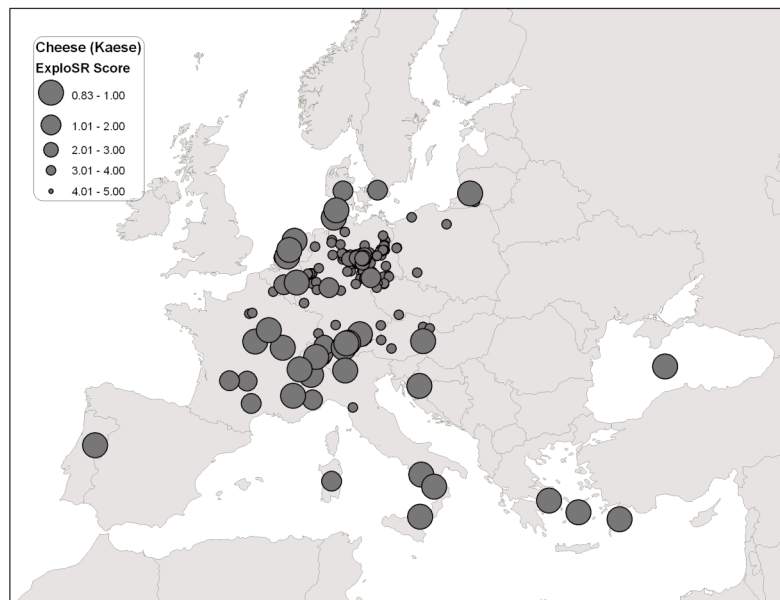 Cheese (Kaese)
ExploSR Score
0.83 - 1.00
1.01 - 2.00
2.01 - 3.00
3.01 - 4.00
4.01 - 5.00